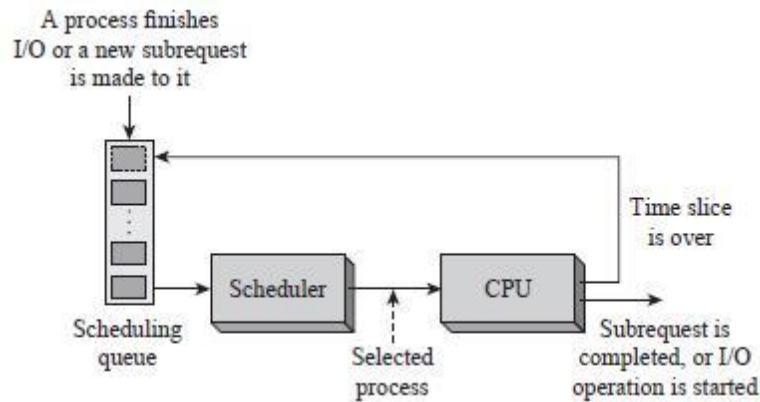 A process finishes
I/O or a new subrequest
is made to it
Time slice
is over
Scheduler
CPU
Scheduling
queue
Selected
process
Subrequest is
completed, or I/O
operation is started